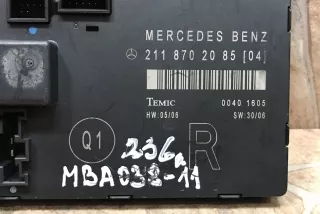 MERCEDES BENZ
211 870 20 85 [04]
TEMIC 0040 1605
HW:05/06 SW:30/06
Q1 R
236a
MBA038-11